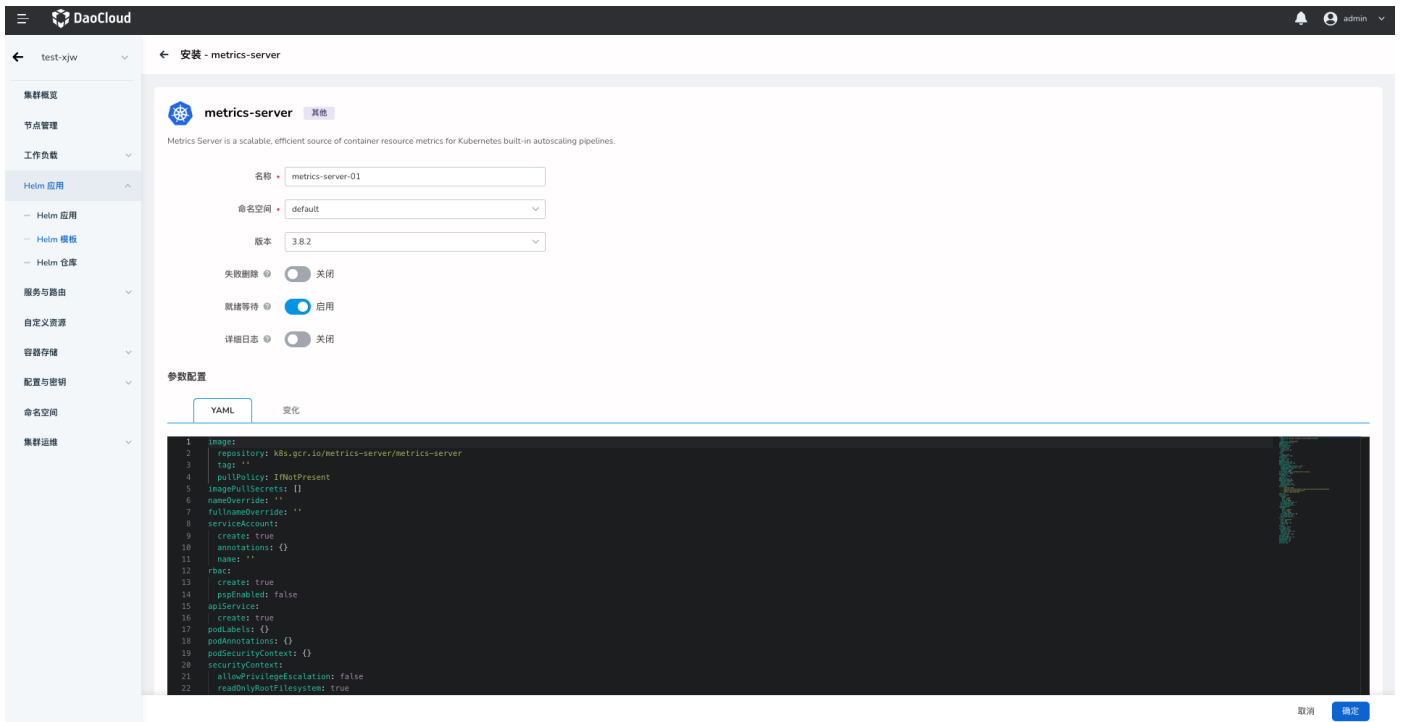 DaoCloud
admin
test-xjw
安装 - metrics-server
集群概览
节点管理
工作负载
Helm 应用
Helm 应用
Helm 模板
Helm 仓库
服务与路由
自定义资源
容器存储
配置与密钥
命名空间
集群运维
metrics-server
其他
Metrics Server is a scalable, efficient source of container resource metrics for Kubernetes built-in autoscaling pipelines.
名称 • metrics-server-01
命名空间 • default
版本 3.8.2
失败删除 关闭
就绪等待 启用
详细日志 关闭
参数配置
YAML 变化
1 image:
2 repository: k8s.gcr.io/metrics-server/metrics-server
3 tag: ''
4 pullPolicy: IfNotPresent
5 imagePullSecrets: []
6 nameOverride: ''
7 fullnameOverride: ''
8 serviceAccount:
9 create: true
10 annotations: {}
11 name: ''
12 rbac:
13 create: true
14 pspEnabled: false
15 apiService:
16 create: true
17 podLabels: {}
18 podAnnotations: {}
19 podSecurityContext: {}
20 securityContext:
21 allowPrivilegeEscalation: false
22 readOnlyRootFilesystem: true
取消 确定